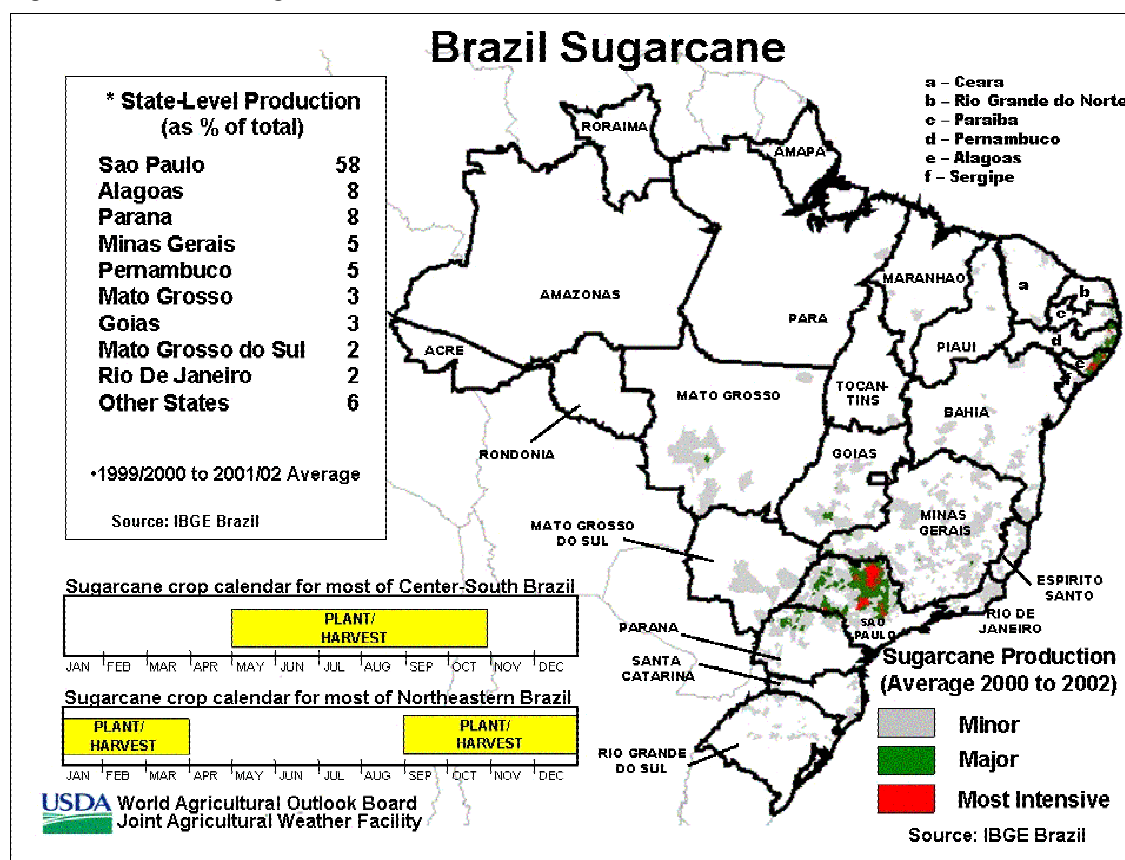 Brazil Sugarcane
* State-Level Production
(as % of total)
Sao Paulo 58
Alagoas 8
Parana 8
Minas Gerais 5
Pernambuco 5
Mato Grosso 3
Goias 3
Mato Grosso do Sul 2
Rio De Janeiro 2
Other States 6
•1999/2000 to 2001/02 Average
Source: IBGE Brazil
a – Ceara
b – Rio Grande do Norte
c – Paraiba
d – Pernambuco
e – Alagoas
f – Sergipe
RORAIMA
AMAPA
AMAZONAS
PARA
MARANHAO
a
b
c
d
e
f
PIAUI
ACRE
TOCAN-
TINS
MATO GROSSO
BAHIA
RONDONIA
GOIAS
MATO GROSSO
DO SUL
MINAS
GERAIS
ESPIRITO
SANTO
RIO DE
JANEIRO
SAO
PAULO
PARANA
SANTA
CATARINA
RIO GRANDE
DO SUL
Sugarcane crop calendar for most of Center-South Brazil
PLANT/
HARVEST
JAN FEB MAR APR MAY JUN JUL AUG SEP OCT NOV DEC
Sugarcane crop calendar for most of Northeastern Brazil
PLANT/
HARVEST
PLANT/
HARVEST
JAN FEB MAR APR MAY JUN JUL AUG SEP OCT NOV DEC
Sugarcane Production
(Average 2000 to 2002)
Minor
Major
Most Intensive
Source: IBGE Brazil
USDA World Agricultural Outlook Board
Joint Agricultural Weather Facility